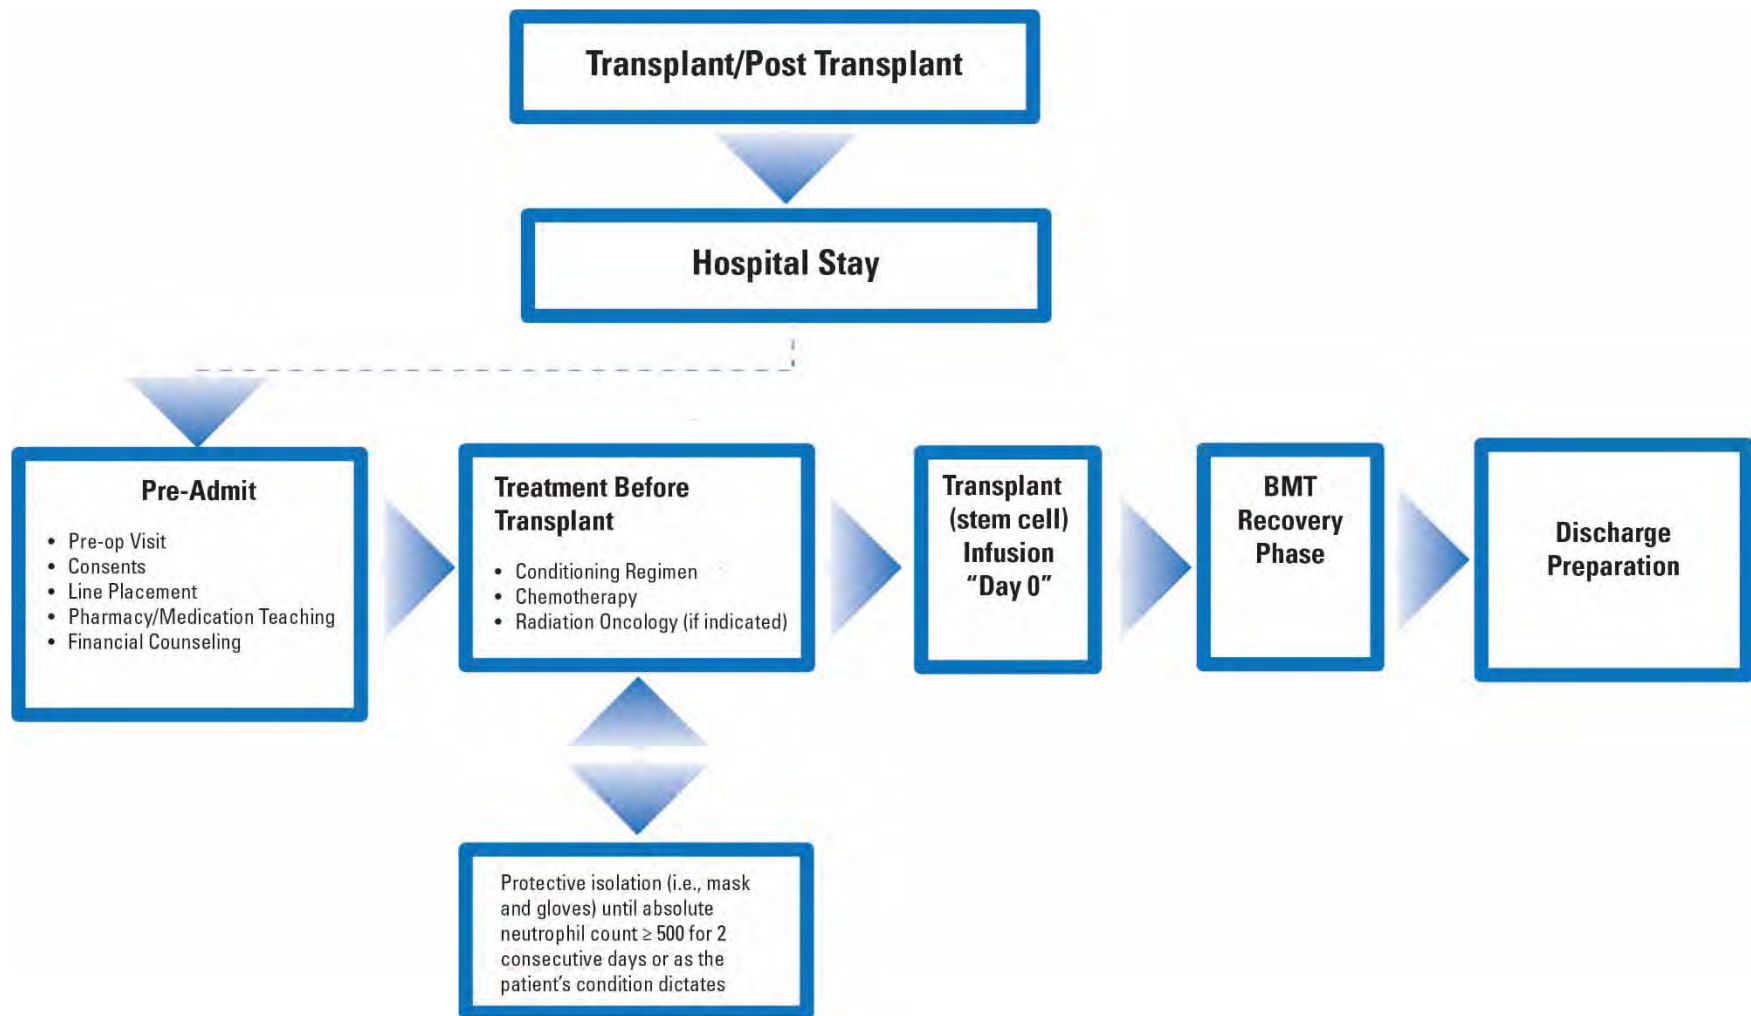 Transplant/Post Transplant
Hospital Stay
Pre-Admit
• Pre-op Visit
• Consents
• Line Placement
• Pharmacy/Medication Teaching
• Financial Counseling
Treatment Before
Transplant
• Conditioning Regimen
• Chemotherapy
• Radiation Oncology (if indicated)
Transplant
(stem cell)
Infusion
“Day 0”
BMT
Recovery
Phase
Discharge
Preparation
Protective isolation (i.e., mask
and gloves) until absolute
neutrophil count ≥ 500 for 2
consecutive days or as the
patient’s condition dictates